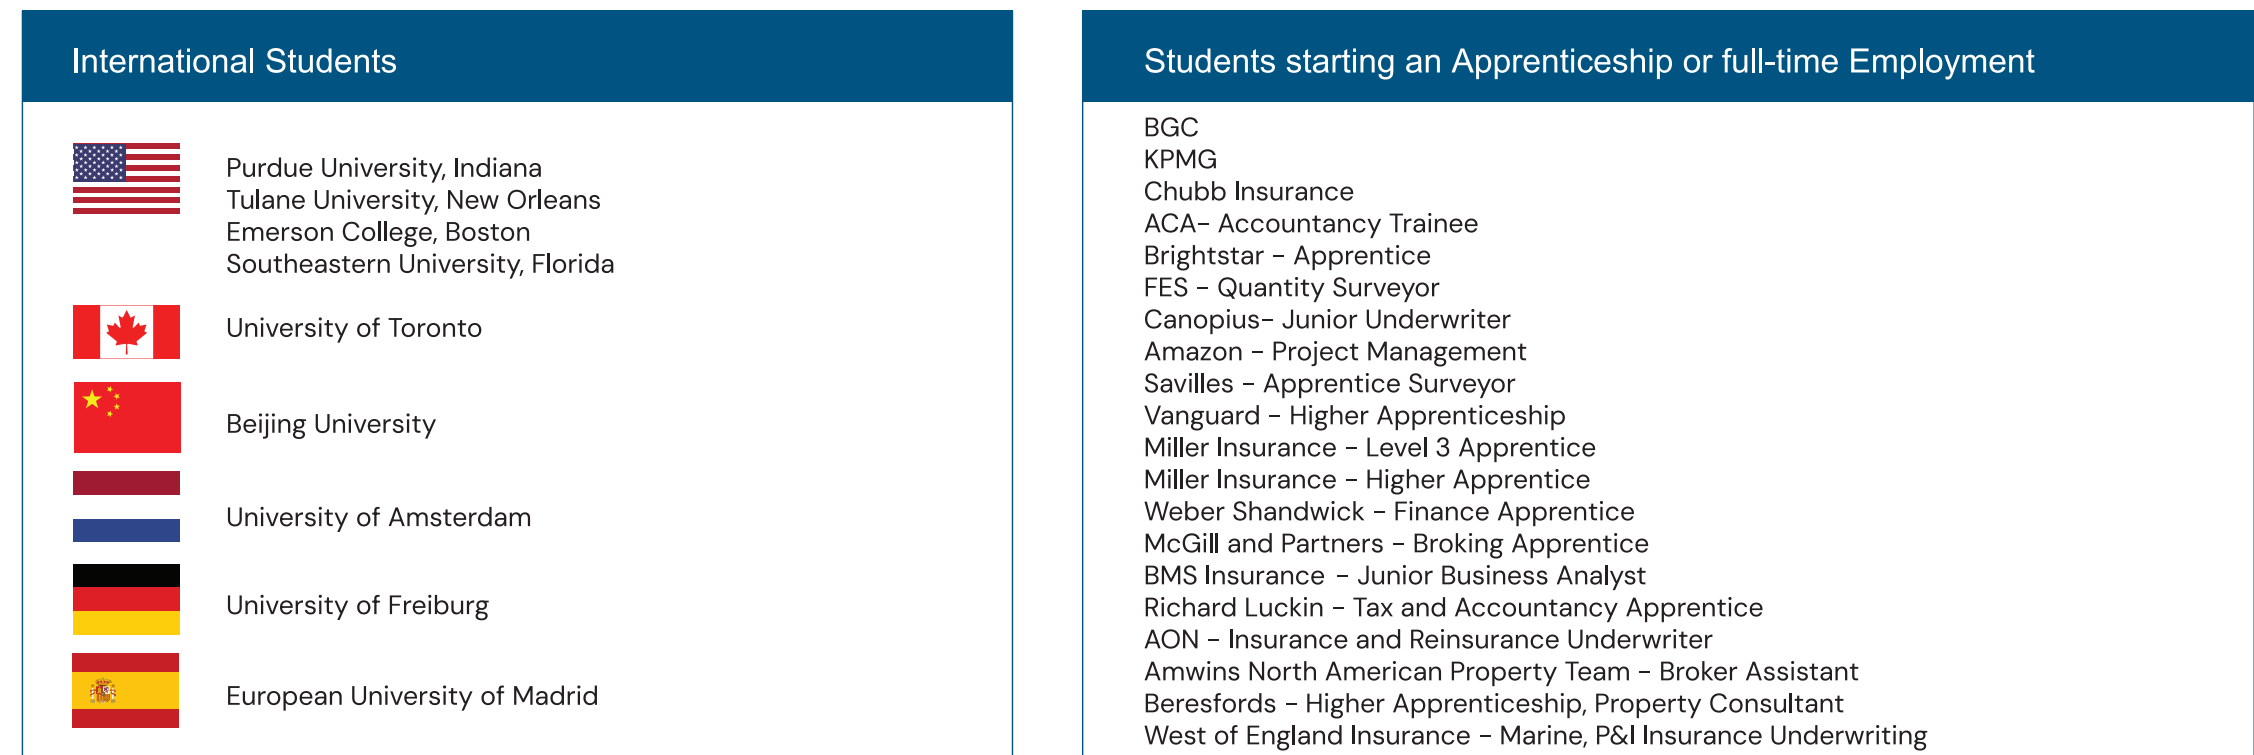 International Students
Purdue University, Indiana
Tulane University, New Orleans
Emerson College, Boston
Southeastern University, Florida
University of Toronto
Beijing University
University of Amsterdam
University of Freiburg
European University of Madrid
Students starting an Apprenticeship or full-time Employment
BGC
KPMG
Chubb Insurance
ACA– Accountancy Trainee
Brightstar – Apprentice
FES – Quantity Surveyor
Canopius– Junior Underwriter
Amazon – Project Management
Savilles – Apprentice Surveyor
Vanguard – Higher Apprenticeship
Miller Insurance – Level 3 Apprentice
Miller Insurance – Higher Apprentice
Weber Shandwick – Finance Apprentice
McGill and Partners – Broking Apprentice
BMS Insurance – Junior Business Analyst
Richard Luckin – Tax and Accountancy Apprentice
AON – Insurance and Reinsurance Underwriter
Amwins North American Property Team – Broker Assistant
Beresfords – Higher Apprenticeship, Property Consultant
West of England Insurance – Marine, P&I Insurance Underwriting